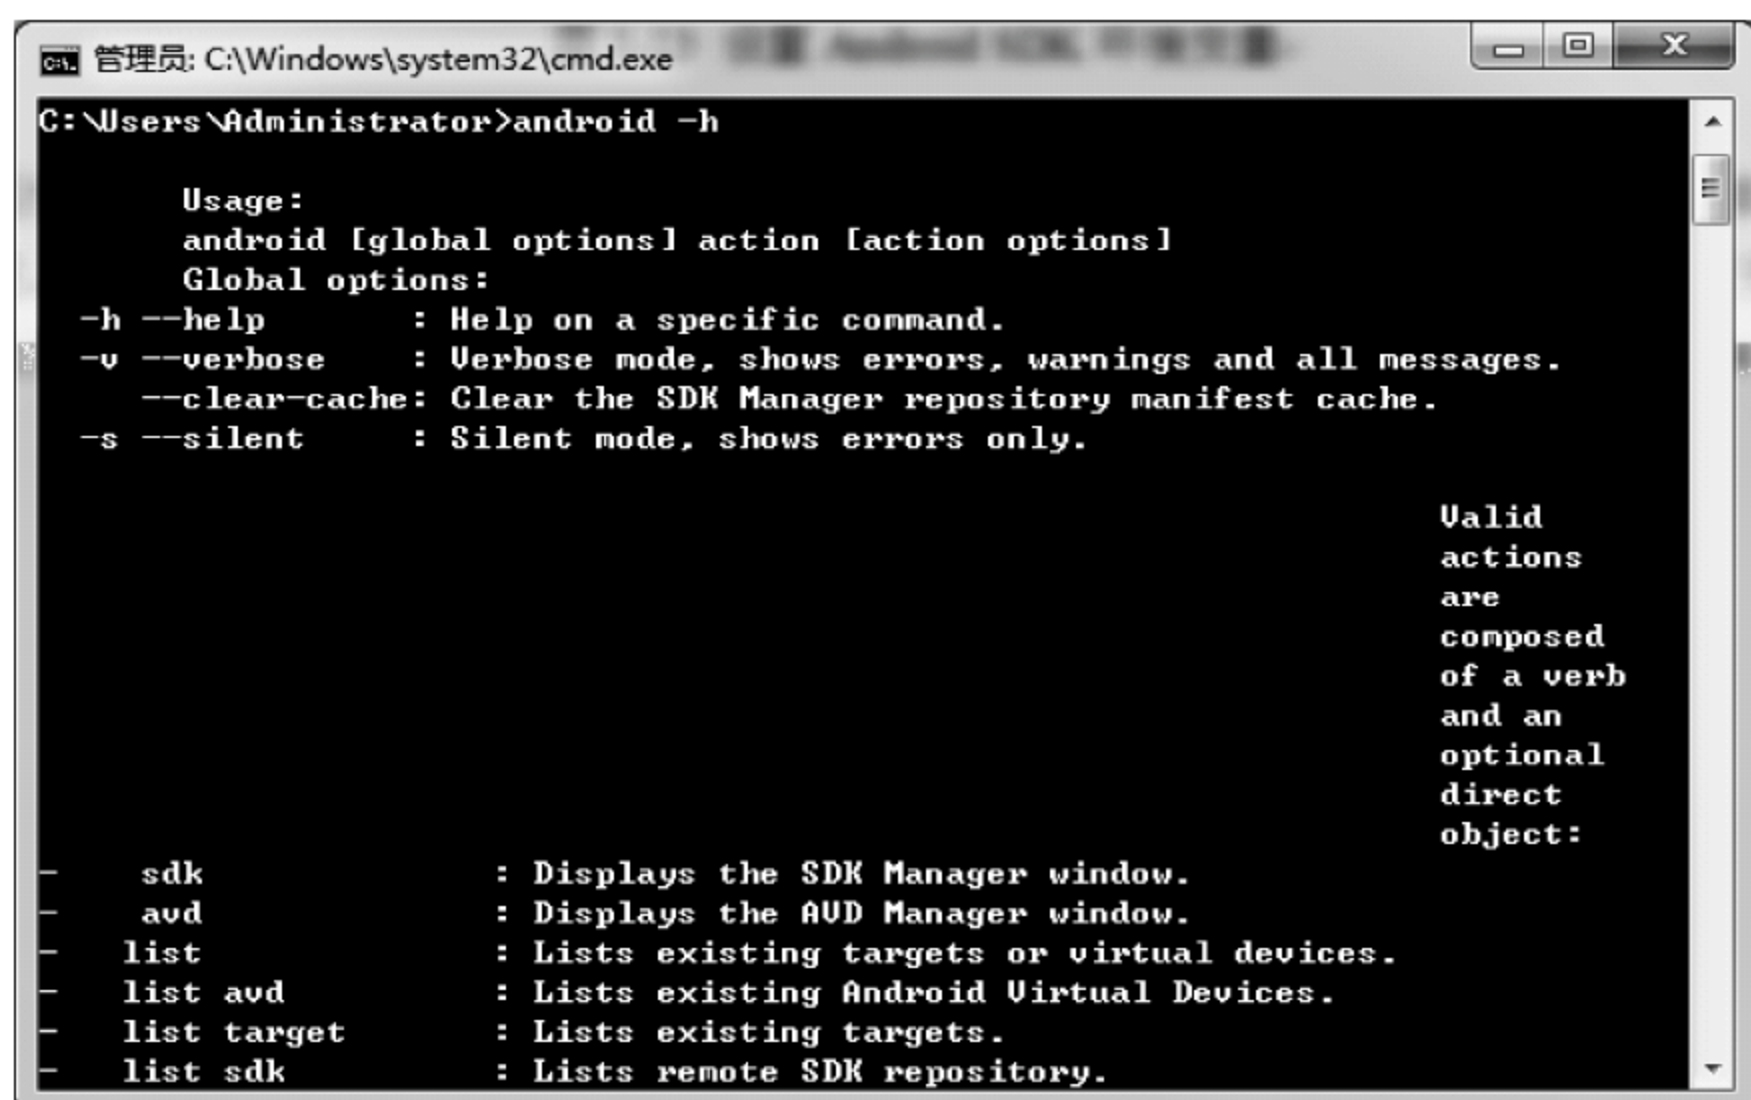 管理员: C:\Windows\system32\cmd.exe
C:\Users\Administrator>android -h
Usage:
android [global options] action [action options]
Global options:
-h --help : Help on a specific command.
-v --verbose : Verbose mode, shows errors, warnings and all messages.
--clear-cache: Clear the SDK Manager repository manifest cache.
-s --silent : Silent mode, shows errors only.
Valid
actions
are
composed
of a verb
and an
optional
direct
object:
- sdk : Displays the SDK Manager window.
- avd : Displays the AVD Manager window.
- list : Lists existing targets or virtual devices.
- list avd : Lists existing Android Virtual Devices.
- list target : Lists existing targets.
- list sdk : Lists remote SDK repository.